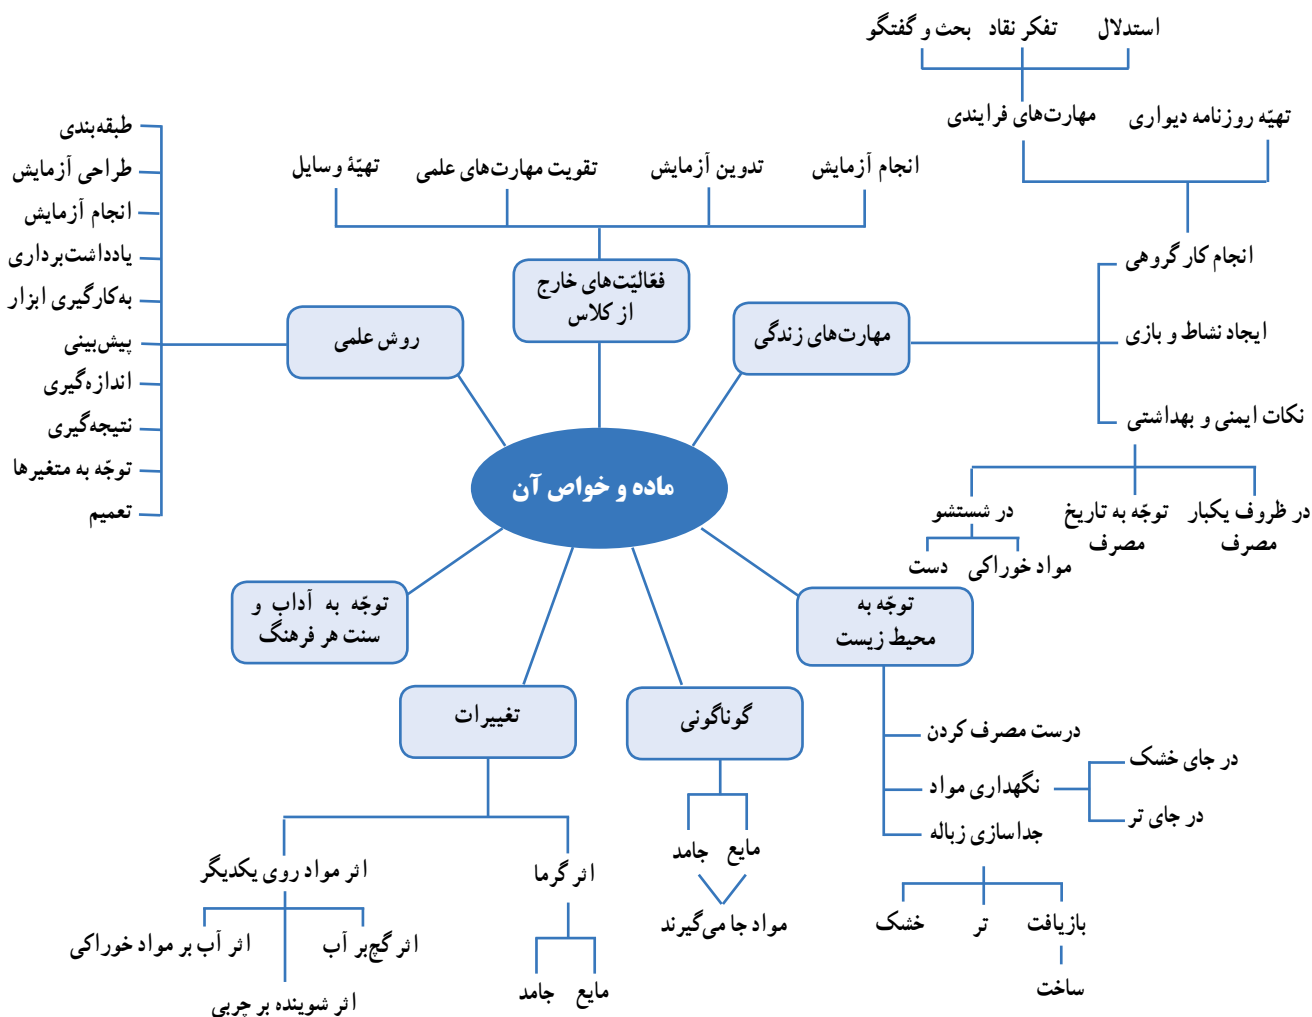 استدلال
تفکر نقاد
بحث و گفتگو
تهیّه روزنامه دیواری
مهارت‌های فرایندی
انجام کار گروهی
ایجاد نشاط و بازی
نکات ایمنی و بهداشتی
در ظروف یکبار
مصرف
توجّه به تاریخ
مصرف
در شستشو
مواد خوراکی
دست
مهارت‌های زندگی
انجام آزمایش
تدوین آزمایش
تقویت مهارت‌های علمی
تهیّهٔ وسایل
فعّالیّت‌های خارج
از کلاس
روش علمی
طبقه‌بندی
طراحی آزمایش
انجام آزمایش
یادداشت‌برداری
به‌کارگیری ابزار
پیش‌بینی
اندازه‌گیری
نتیجه‌گیری
توجّه به متغیرها
تعمیم
ماده و خواص آن
توجّه به
محیط زیست
درست مصرف کردن
نگهداری مواد
در جای خشک
در جای تر
جداسازی زباله
بازیافت
تر
خشک
ساخت
گوناگونی
مایع
جامد
مواد جا می‌گیرند
تغییرات
اثر گرما
مایع
جامد
اثر مواد روی یکدیگر
اثر گچ بر آب
اثر آب بر مواد خوراکی
اثر شوینده بر چربی
توجّه به آداب و
سنت هر فرهنگ